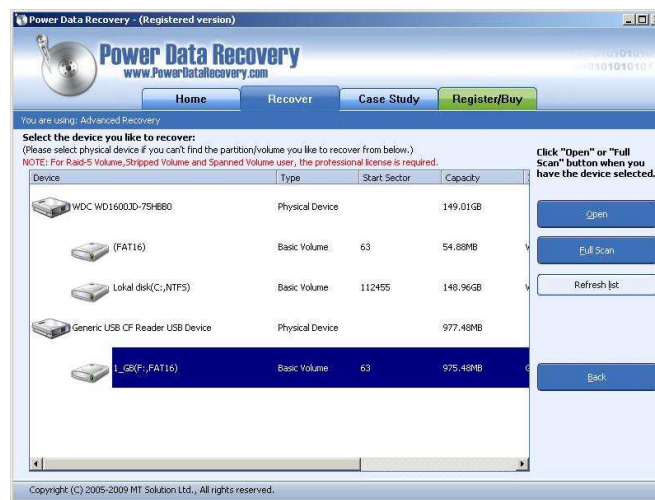 Power Data Recovery - (Registered version)
Power Data Recovery
www.PowerDataRecovery.com
Home Recover Case Study Register/Buy
You are using: Advanced Recovery
Select the device you like to recover:
(Please select physical device if you can't find the partition/volume you like to recover from below.)
NOTE: For Raid-5 Volume,Stripped Volume and Spanned Volume user, the professional license is required.
Click "Open" or "Full
Scan" button when you
have the device selected.
Device Type Start Sector Capacity
WDC WD1600JD-75HBB0 Physical Device 149.01GB
(FAT16) Basic Volume 63 54.88MB
Lokal disk(C:,NTFS) Basic Volume 112455 148.96GB
Generic USB CF Reader USB Device Physical Device 977.48MB
1_GB(F:,FAT16) Basic Volume 63 975.48MB
Open
Full Scan
Refresh list
Back
Copyright (C) 2005-2009 MT Solution Ltd., All rights reserved.